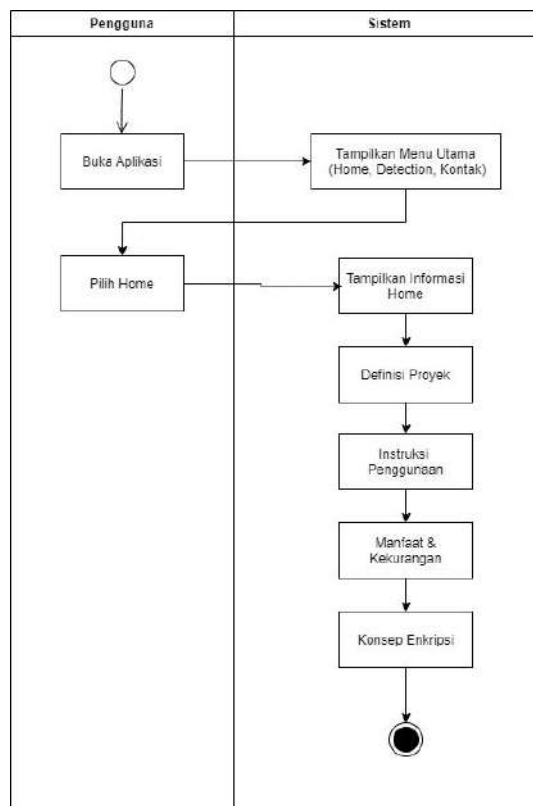 Pengguna
Sistem
Buka Aplikasi
Tampilkan Menu Utama
(Home, Detection, Kontak)
Pilih Home
Tampilkan Informasi
Home
Definisi Proyek
Instruksi
Penggunaan
Manfaat &
Kekurangan
Konsep Enkripsi